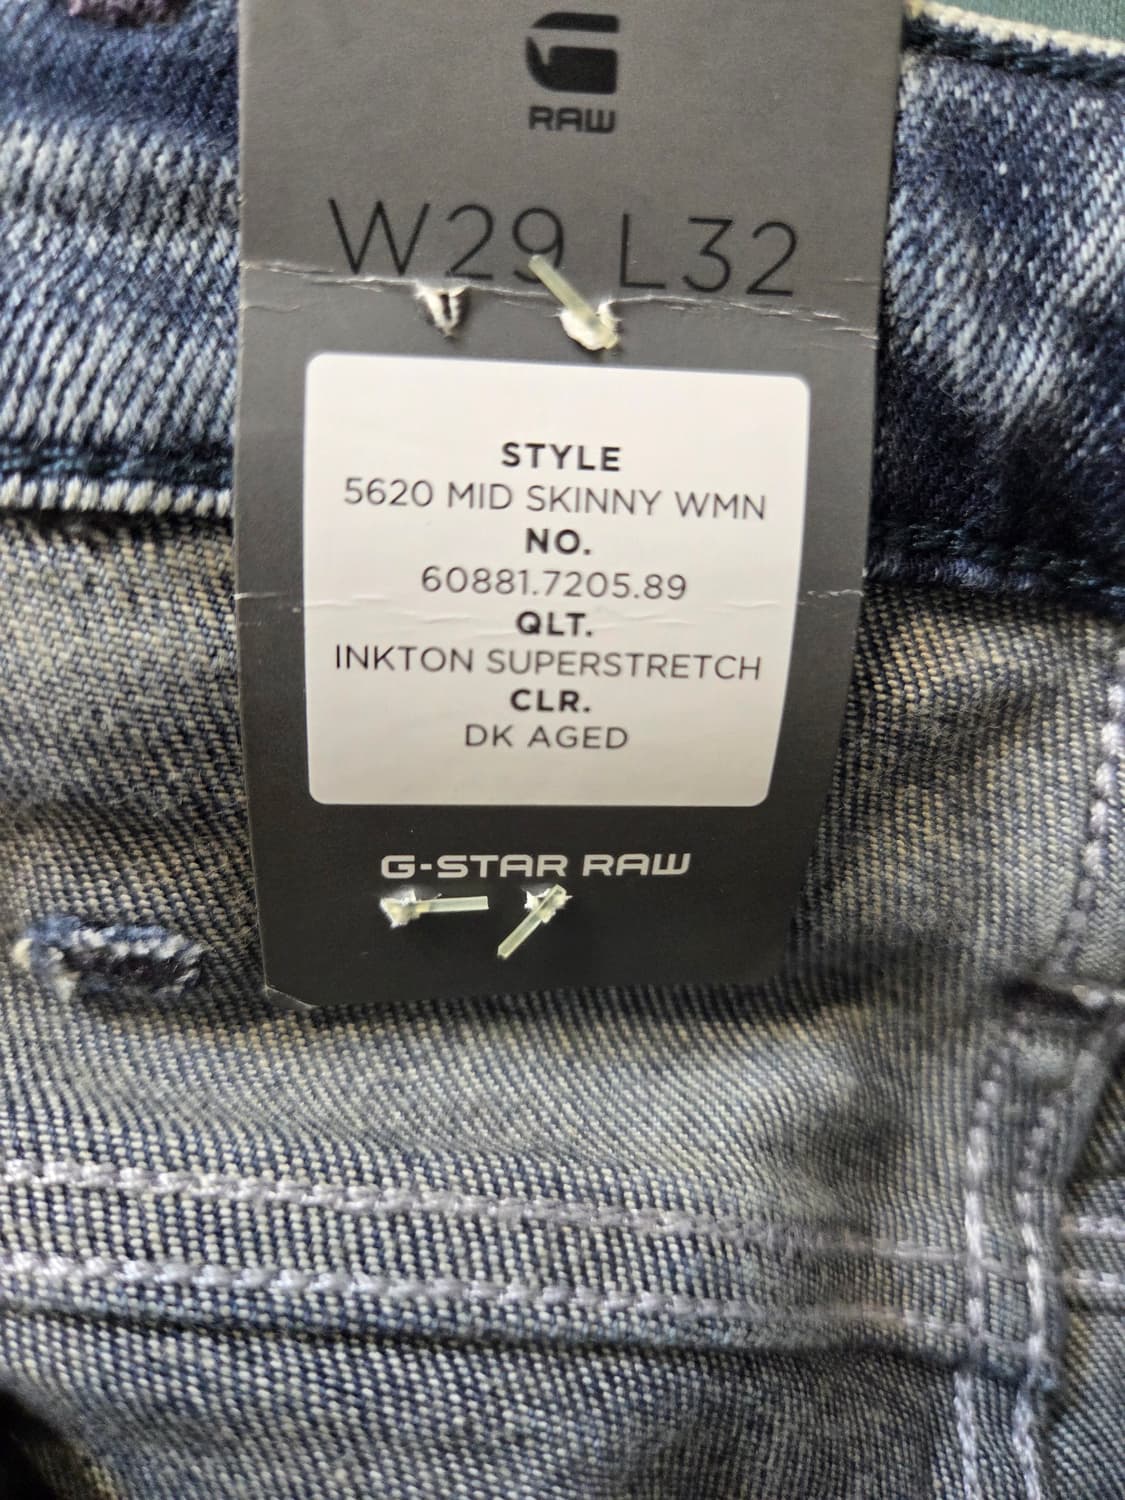 RAW
W29 L32
STYLE
5620 MID SKINNY WMN
NO.
60881.7205.89
QLT.
INKTON SUPERSTRETCH
CLR.
DK AGED
G-STAR RAW